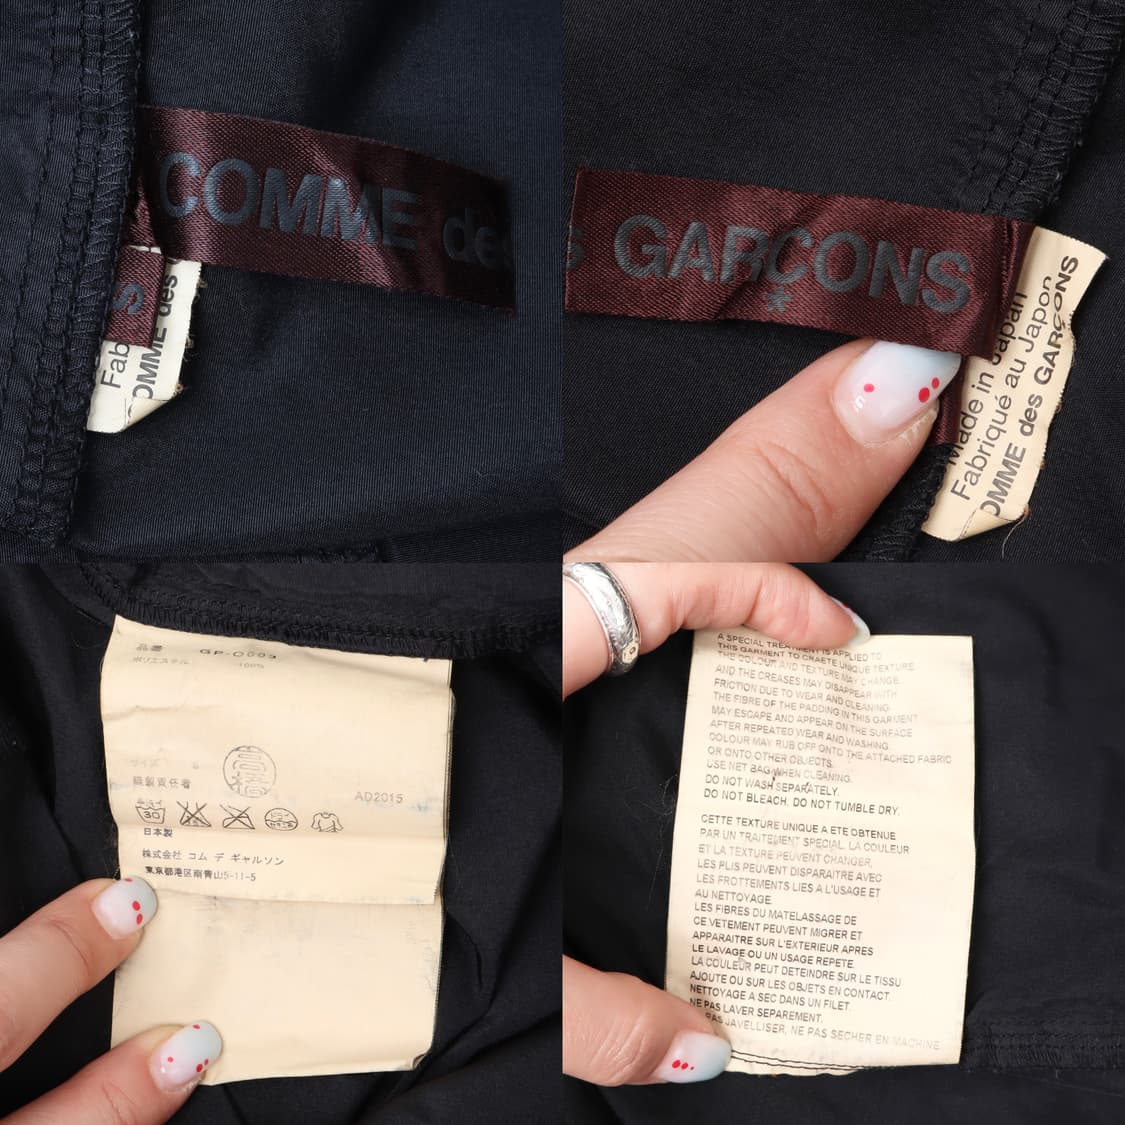 COMME des
S
Fab
OMME des
S GARÇONS
*
Made in Japan
Fabriqué au Japon
OMME des GARÇONS
品番 GP-O003
ポリエステル 100%
縫製責任者
AD2015
30
日本製
株式会社 コム デ ギャルソン
東京都港区南青山5-11-5
A SPECIAL TREATMENT IS APPLIED TO
THIS GARMENT TO CRAETE UNIQUE TEXTURE.
THE COLOUR AND TEXTURE MAY CHANGE
AND THE CREASES MAY DISAPPEAR WITH
FRICTION DUE TO WEAR AND CLEANING.
THE FIBRE OF THE PADDING IN THIS GARMENT
MAY ESCAPE AND APPEAR ON THE SURFACE
AFTER REPEATED WEAR AND WASHING.
COLOUR MAY RUB OFF ONTO THE ATTACHED FABRIC
OR ONTO OTHER OBJECTS.
USE NET BAG WHEN CLEANING.
DO NOT WASH SEPARATELY.
DO NOT BLEACH. DO NOT TUMBLE DRY.
CETTE TEXTURE UNIQUE A ETE OBTENUE
PAR UN TRAITEMENT SPECIAL. LA COULEUR
ET LA TEXTURE PEUVENT CHANGER,
LES PLIS PEUVENT DISPARAITRE AVEC
LES FROTTEMENTS LIES A L'USAGE ET
AU NETTOYAGE.
LES FIBRES DU MATELASSAGE DE
CE VETEMENT PEUVENT MIGRER ET
APPARAITRE SUR L'EXTERIEUR APRES
LE LAVAGE OU UN USAGE REPETE.
LA COULEUR PEUT DETEINDRE SUR LE TISSU
AJOUTE OU SUR LES OBJETS EN CONTACT.
NETTOYAGE A SEC DANS UN FILET.
NE PAS LAVER SEPAREMENT.
PAS JAVELLISER, NE PAS SECHER EN MACHINE.